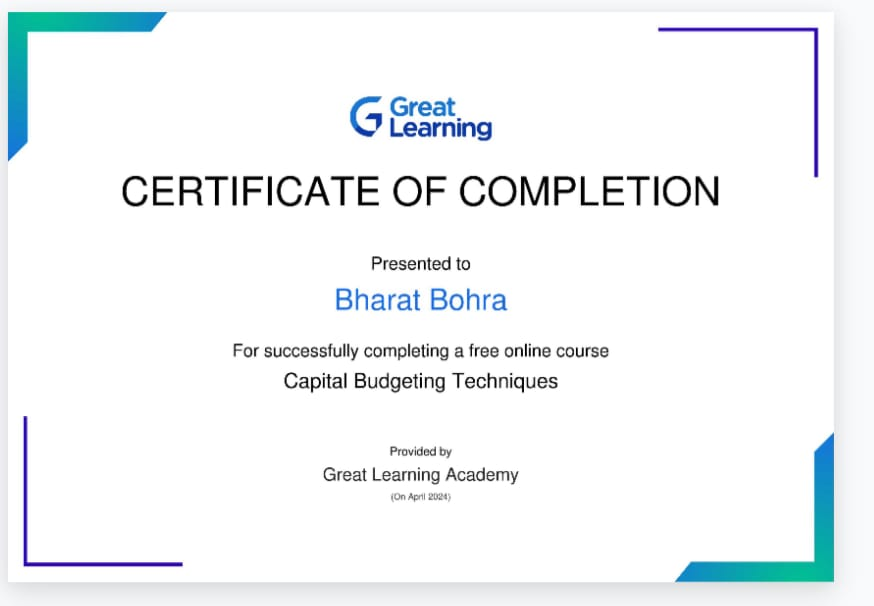 Great
Learning
CERTIFICATE OF COMPLETION
Presented to
Bharat Bohra
For successfully completing a free online course
Capital Budgeting Techniques
Provided by
Great Learning Academy
(On April 2024)